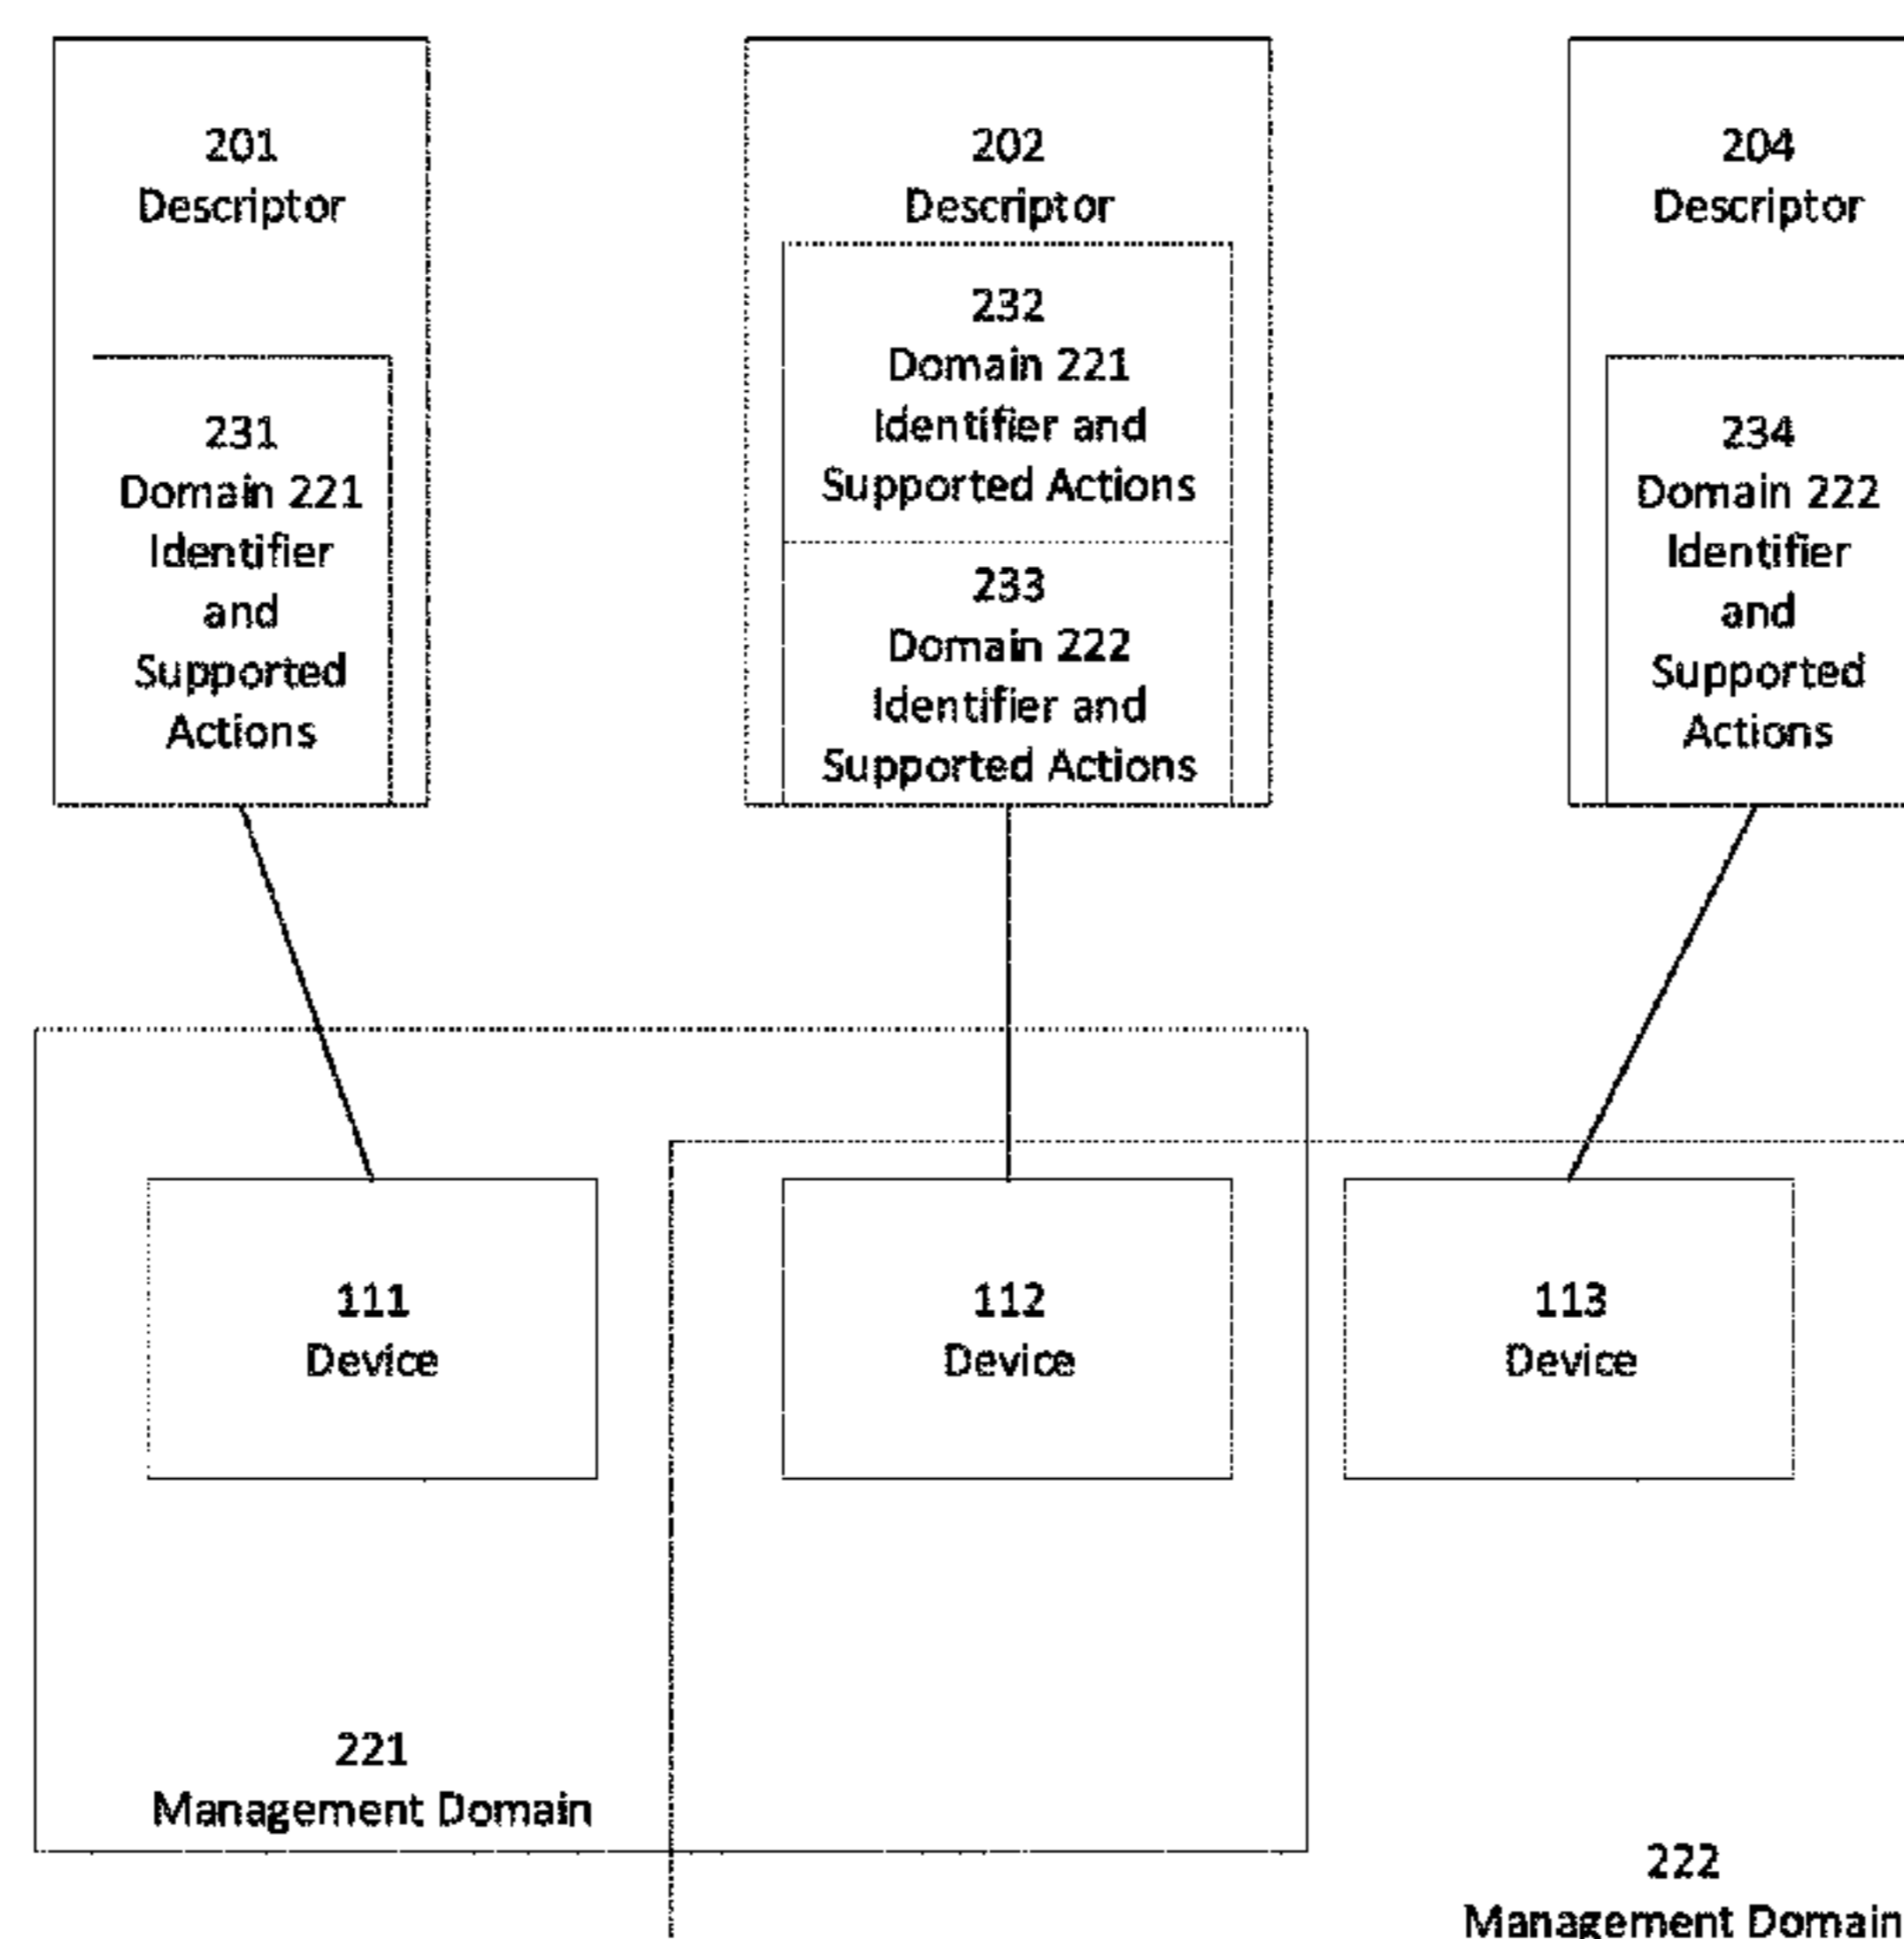 201
Descriptor
231
Domain 221
Identifier
and
Supported
Actions
202
Descriptor
232
Domain 221
Identifier and
Supported Actions
233
Domain 222
Identifier and
Supported Actions
204
Descriptor
234
Domain 222
Identifier
and
Supported
Actions
111
Device
112
Device
113
Device
221
Management Domain
222
Management Domain